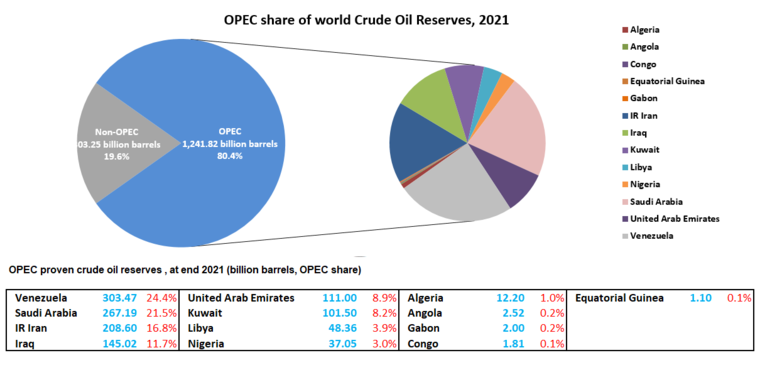 OPEC share of world Crude Oil Reserves, 2021
Non-OPEC
03.25 billion barrels
19.6%
OPEC
1,241.82 billion barrels
80.4%
Algeria
Angola
Congo
Equatorial Guinea
Gabon
IR Iran
Iraq
Kuwait
Libya
Nigeria
Saudi Arabia
United Arab Emirates
Venezuela
OPEC proven crude oil reserves , at end 2021 (billion barrels, OPEC share)
Venezuela 303.47 24.4% United Arab Emirates 111.00 8.9% Algeria 12.20 1.0% Equatorial Guinea 1.10 0.1%
Saudi Arabia 267.19 21.5% Kuwait 101.50 8.2% Angola 2.52 0.2%
IR Iran 208.60 16.8% Libya 48.36 3.9% Gabon 2.00 0.2%
Iraq 145.02 11.7% Nigeria 37.05 3.0% Congo 1.81 0.1%